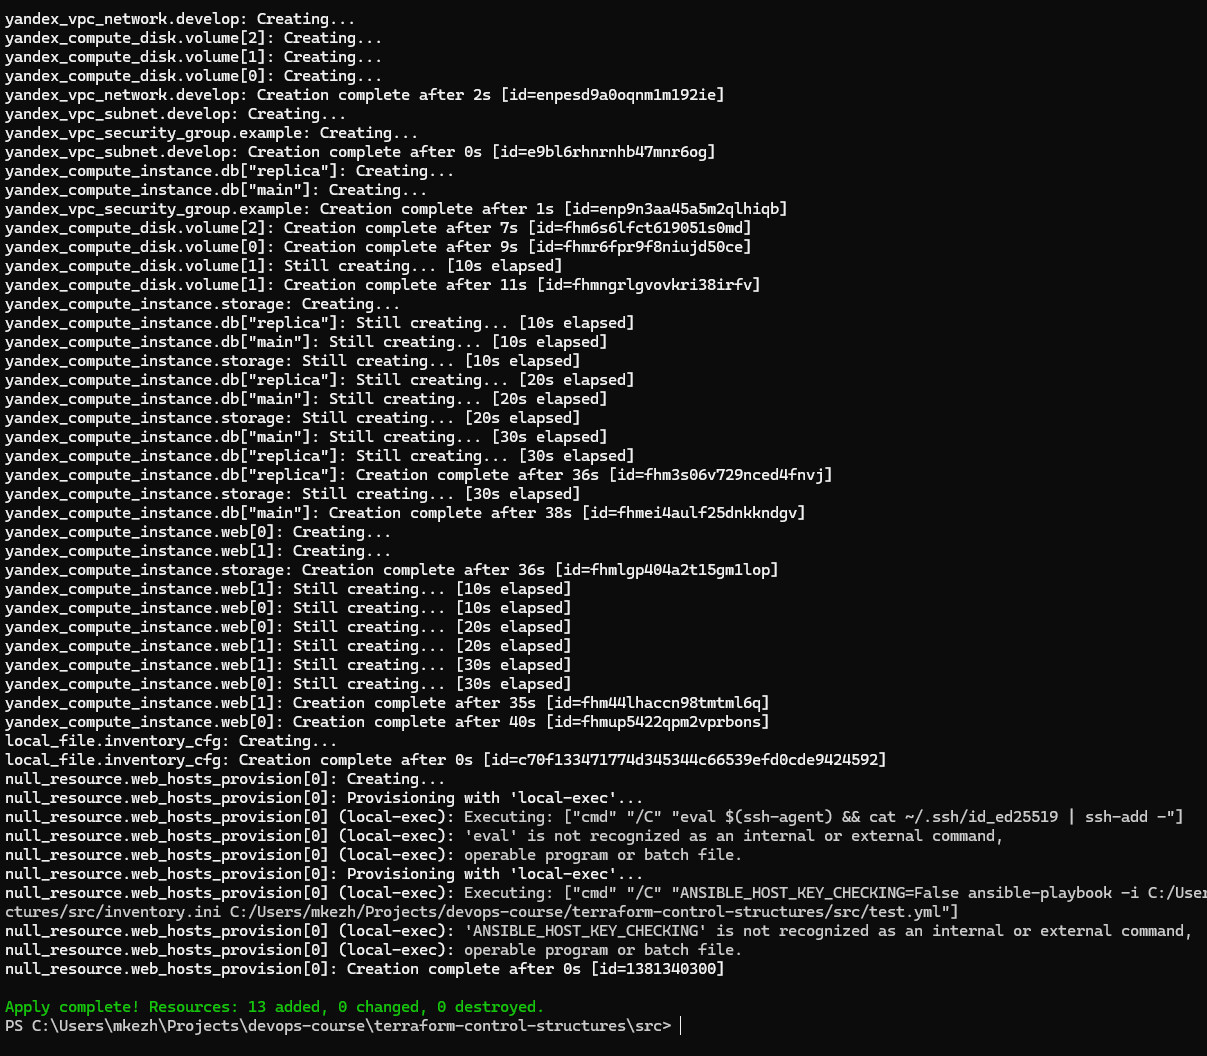 yandex_vpc_network.develop: Creating...
yandex_compute_disk.volume[2]: Creating...
yandex_compute_disk.volume[1]: Creating...
yandex_compute_disk.volume[0]: Creating...
yandex_vpc_network.develop: Creation complete after 2s [id=enpesd9a0oqnm1m192ie]
yandex_vpc_subnet.develop: Creating...
yandex_vpc_security_group.example: Creating...
yandex_vpc_subnet.develop: Creation complete after 0s [id=e9bl6rhnrnhb47mnr6og]
yandex_compute_instance.db["replica"]: Creating...
yandex_compute_instance.db["main"]: Creating...
yandex_vpc_security_group.example: Creation complete after 1s [id=enp9n3aa45a5m2qlhiqb]
yandex_compute_disk.volume[2]: Creation complete after 7s [id=fhm6s6lfct619051s0md]
yandex_compute_disk.volume[0]: Creation complete after 9s [id=fhmr6fpr9f8niujd50ce]
yandex_compute_disk.volume[1]: Still creating... [10s elapsed]
yandex_compute_disk.volume[1]: Creation complete after 11s [id=fhmngrlgvovkri38irfv]
yandex_compute_instance.storage: Creating...
yandex_compute_instance.db["replica"]: Still creating... [10s elapsed]
yandex_compute_instance.db["main"]: Still creating... [10s elapsed]
yandex_compute_instance.storage: Still creating... [10s elapsed]
yandex_compute_instance.db["replica"]: Still creating... [20s elapsed]
yandex_compute_instance.db["main"]: Still creating... [20s elapsed]
yandex_compute_instance.storage: Still creating... [20s elapsed]
yandex_compute_instance.db["main"]: Still creating... [30s elapsed]
yandex_compute_instance.db["replica"]: Still creating... [30s elapsed]
yandex_compute_instance.db["replica"]: Creation complete after 36s [id=fhm3s06v729nced4fnvj]
yandex_compute_instance.storage: Still creating... [30s elapsed]
yandex_compute_instance.db["main"]: Creation complete after 38s [id=fhmei4aulf25dnkkndgv]
yandex_compute_instance.web[0]: Creating...
yandex_compute_instance.web[1]: Creating...
yandex_compute_instance.storage: Creation complete after 36s [id=fhmlgp404a2t15gm1lop]
yandex_compute_instance.web[1]: Still creating... [10s elapsed]
yandex_compute_instance.web[0]: Still creating... [10s elapsed]
yandex_compute_instance.web[0]: Still creating... [20s elapsed]
yandex_compute_instance.web[1]: Still creating... [20s elapsed]
yandex_compute_instance.web[1]: Still creating... [30s elapsed]
yandex_compute_instance.web[0]: Still creating... [30s elapsed]
yandex_compute_instance.web[1]: Creation complete after 35s [id=fhm44lhaccn98tmtml6q]
yandex_compute_instance.web[0]: Creation complete after 40s [id=fhmup5422qpm2vprbons]
local_file.inventory_cfg: Creating...
local_file.inventory_cfg: Creation complete after 0s [id=c70f133471774d345344c66539efd0cde9424592]
null_resource.web_hosts_provision[0]: Creating...
null_resource.web_hosts_provision[0]: Provisioning with 'local-exec'...
null_resource.web_hosts_provision[0] (local-exec): Executing: ["cmd" "/C" "eval $(ssh-agent) && cat ~/.ssh/id_ed25519 | ssh-add -"]
null_resource.web_hosts_provision[0] (local-exec): 'eval' is not recognized as an internal or external command,
null_resource.web_hosts_provision[0] (local-exec): operable program or batch file.
null_resource.web_hosts_provision[0]: Provisioning with 'local-exec'...
null_resource.web_hosts_provision[0] (local-exec): Executing: ["cmd" "/C" "ANSIBLE_HOST_KEY_CHECKING=False ansible-playbook -i C:/User
ctures/src/inventory.ini C:/Users/mkezh/Projects/devops-course/terraform-control-structures/src/test.yml"]
null_resource.web_hosts_provision[0] (local-exec): 'ANSIBLE_HOST_KEY_CHECKING' is not recognized as an internal or external command,
null_resource.web_hosts_provision[0] (local-exec): operable program or batch file.
null_resource.web_hosts_provision[0]: Creation complete after 0s [id=1381340300]
Apply complete! Resources: 13 added, 0 changed, 0 destroyed.
PS C:\Users\mkezh\Projects\devops-course\terraform-control-structures\src>